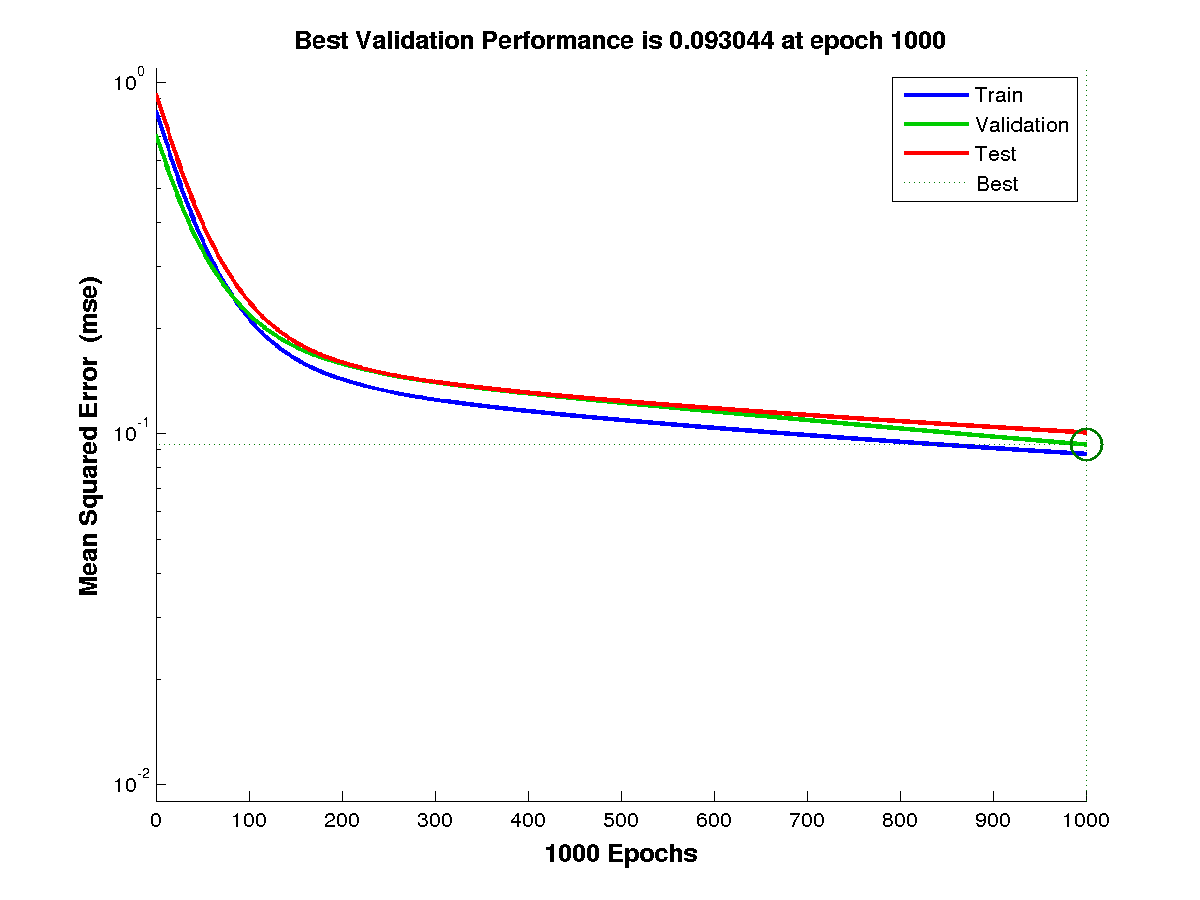 Best Validation Performance is 0.093044 at epoch 1000
10^0
10^-1
10^-2
Mean Squared Error (mse)
Train
Validation
Test
Best
0 100 200 300 400 500 600 700 800 900 1000
1000 Epochs